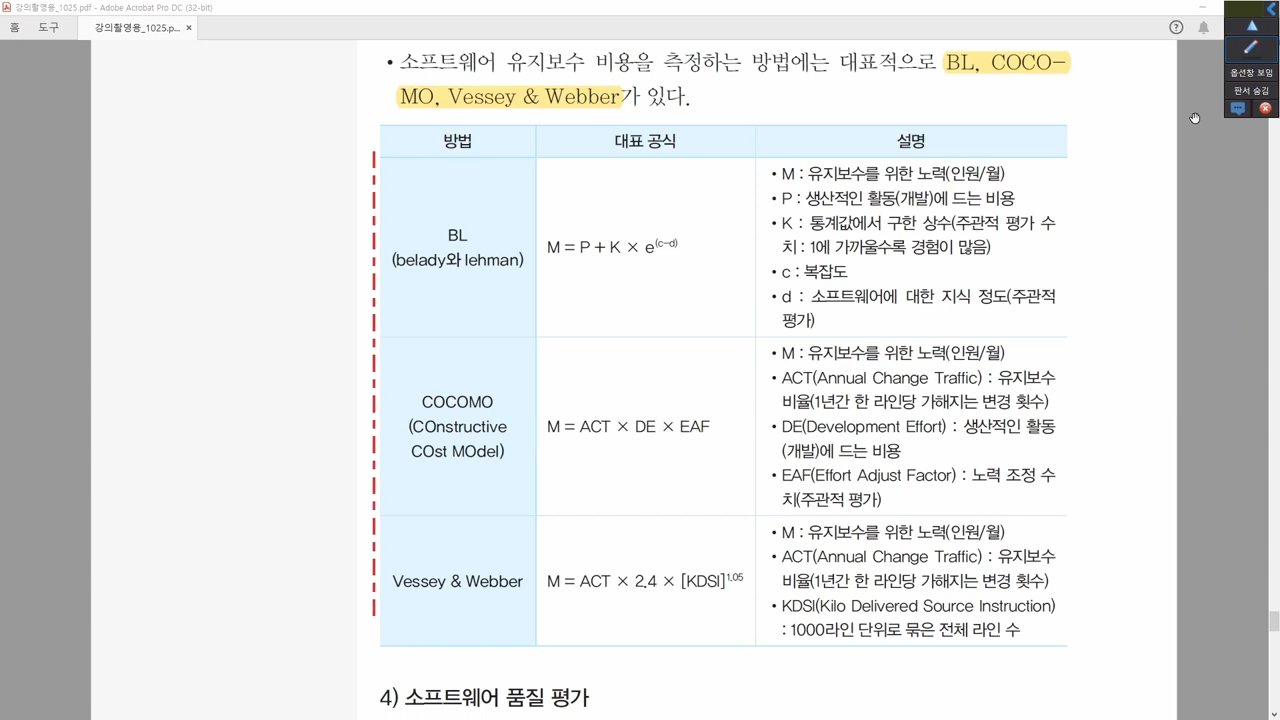 강의촬영용_1025.pdf - Adobe Acrobat Pro DC (32-bit)
홈 도구 강의촬영용_1025.p... ×
옵션창 보임
판서 숨김
• 소프트웨어 유지보수 비용을 측정하는 방법에는 대표적으로 BL, COCO-
MO, Vessey & Webber가 있다.
방법 대표 공식 설명
BL
(belady와 lehman)
M = P + K × e(c-d)
• M : 유지보수를 위한 노력(인원/월)
• P : 생산적인 활동(개발)에 드는 비용
• K : 통계값에서 구한 상수(주관적 평가 수
치 : 1에 가까울수록 경험이 많음)
• c : 복잡도
• d : 소프트웨어에 대한 지식 정도(주관적
평가)
COCOMO
(COnstructive
COst MOdel)
M = ACT × DE × EAF
• M : 유지보수를 위한 노력(인원/월)
• ACT(Annual Change Traffic) : 유지보수
비율(1년간 한 라인당 가해지는 변경 횟수)
• DE(Development Effort) : 생산적인 활동
(개발)에 드는 비용
• EAF(Effort Adjust Factor) : 노력 조정 수
치(주관적 평가)
Vessey & Webber
M = ACT × 2.4 × [KDSI]1.05
• M : 유지보수를 위한 노력(인원/월)
• ACT(Annual Change Traffic) : 유지보수
비율(1년간 한 라인당 가해지는 변경 횟수)
• KDSI(Kilo Delivered Source Instruction)
: 1000라인 단위로 묶은 전체 라인 수
4) 소프트웨어 품질 평가